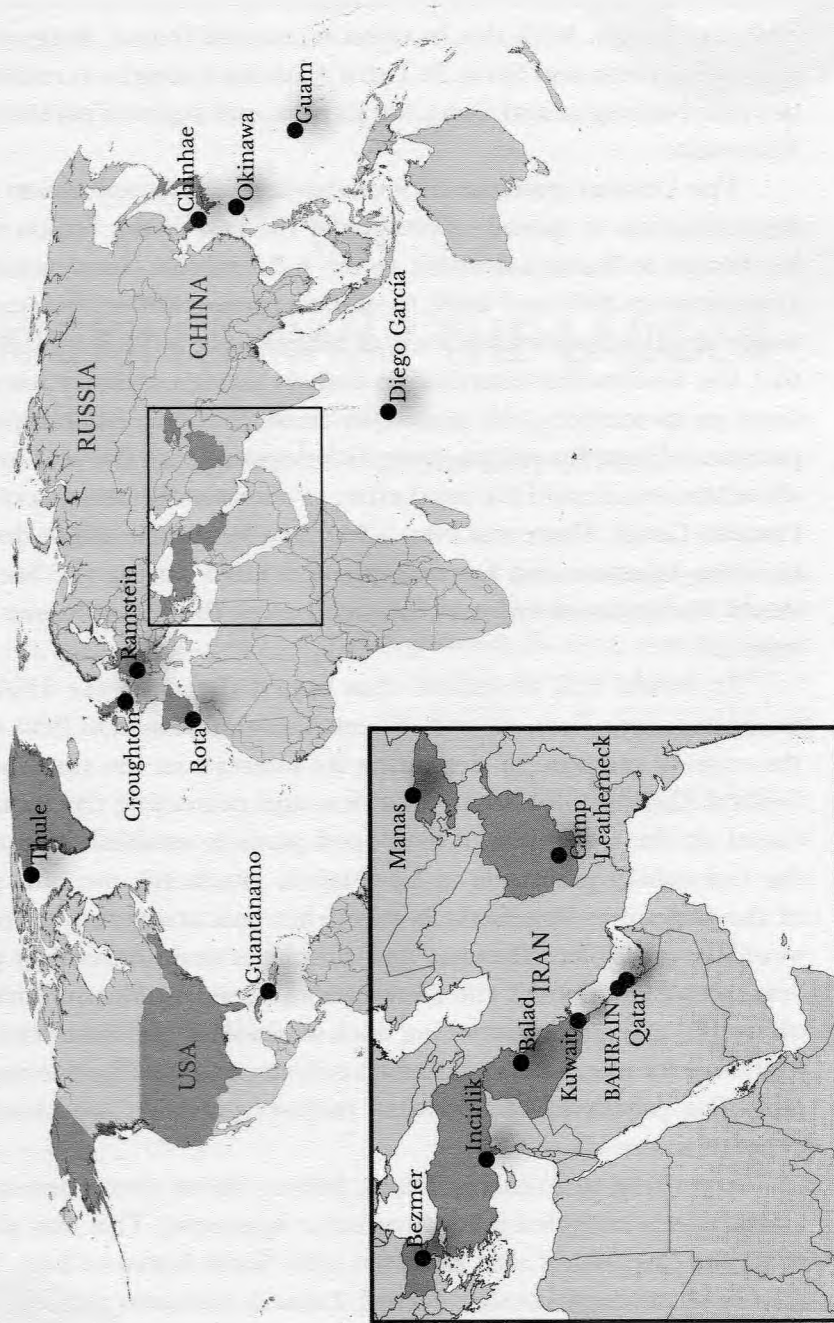 Thule
RUSSIA
Croughton
Ramstein
Rota
USA
CHINA
Chinhae
Okinawa
Guam
Guantánamo
Diego García
Bezmer
Incirlik
Balad
IRAN
Manas
Camp
Leatherneck
Kuwait
BAHRAIN
Qatar